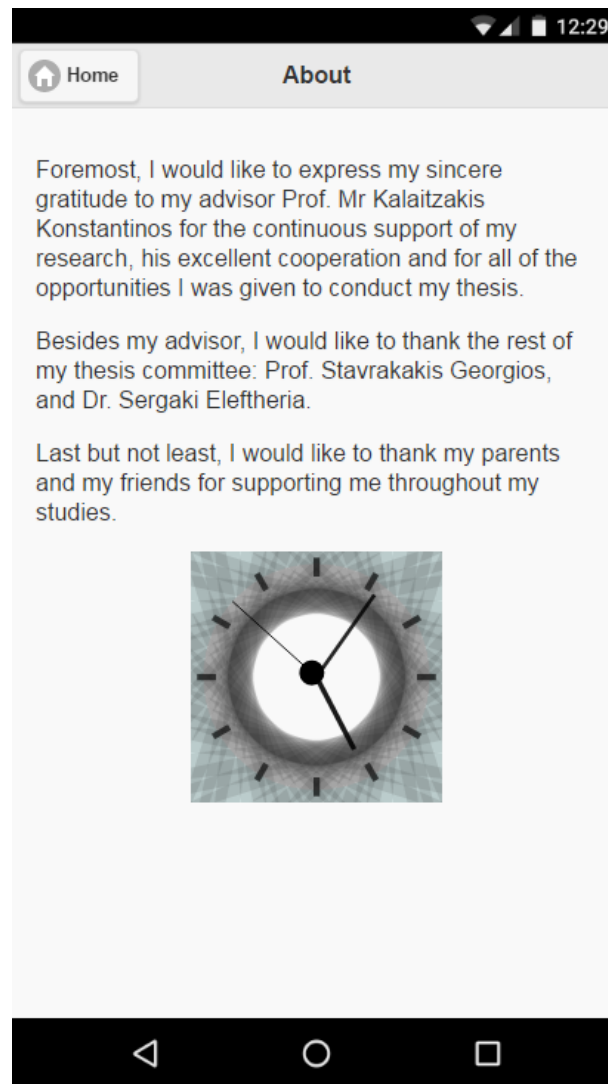 12:29
Home
About
Foremost, I would like to express my sincere
gratitude to my advisor Prof. Mr Kalaitzakis
Konstantinos for the continuous support of my
research, his excellent cooperation and for all of the
opportunities I was given to conduct my thesis.
Besides my advisor, I would like to thank the rest of
my thesis committee: Prof. Stavrakakis Georgios,
and Dr. Sergaki Eleftheria.
Last but not least, I would like to thank my parents
and my friends for supporting me throughout my
studies.